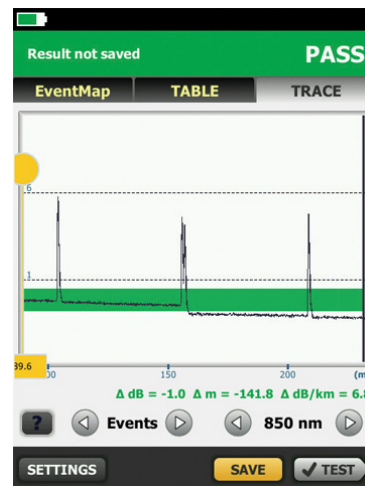 Result not saved PASS
EventMap TABLE TRACE
6
1
39.6
150 200 (m
Δ dB = -1.0 Δ m = -141.8 Δ dB/km = 6.8
? Events 850 nm
SETTINGS SAVE TEST